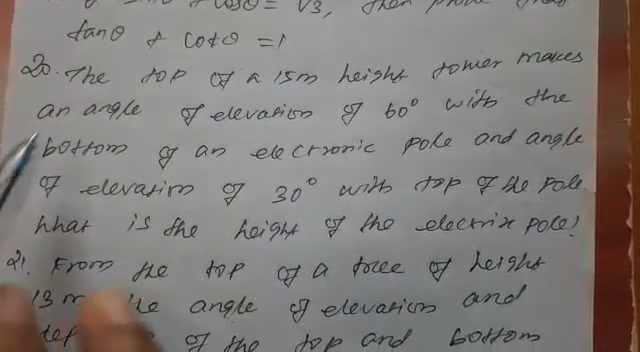 + cosθ = √3, then
tanθ + cotθ = 1
20. The top of a 15m height tower makes
an angle of elevation of 60° with the
bottom of an electronic pole and angle
of elevation of 30° with top of the pole.
What is the height of the electric pole?
21. From the top of a tree of height
13 m the angle of elevation and
of the top and bottom